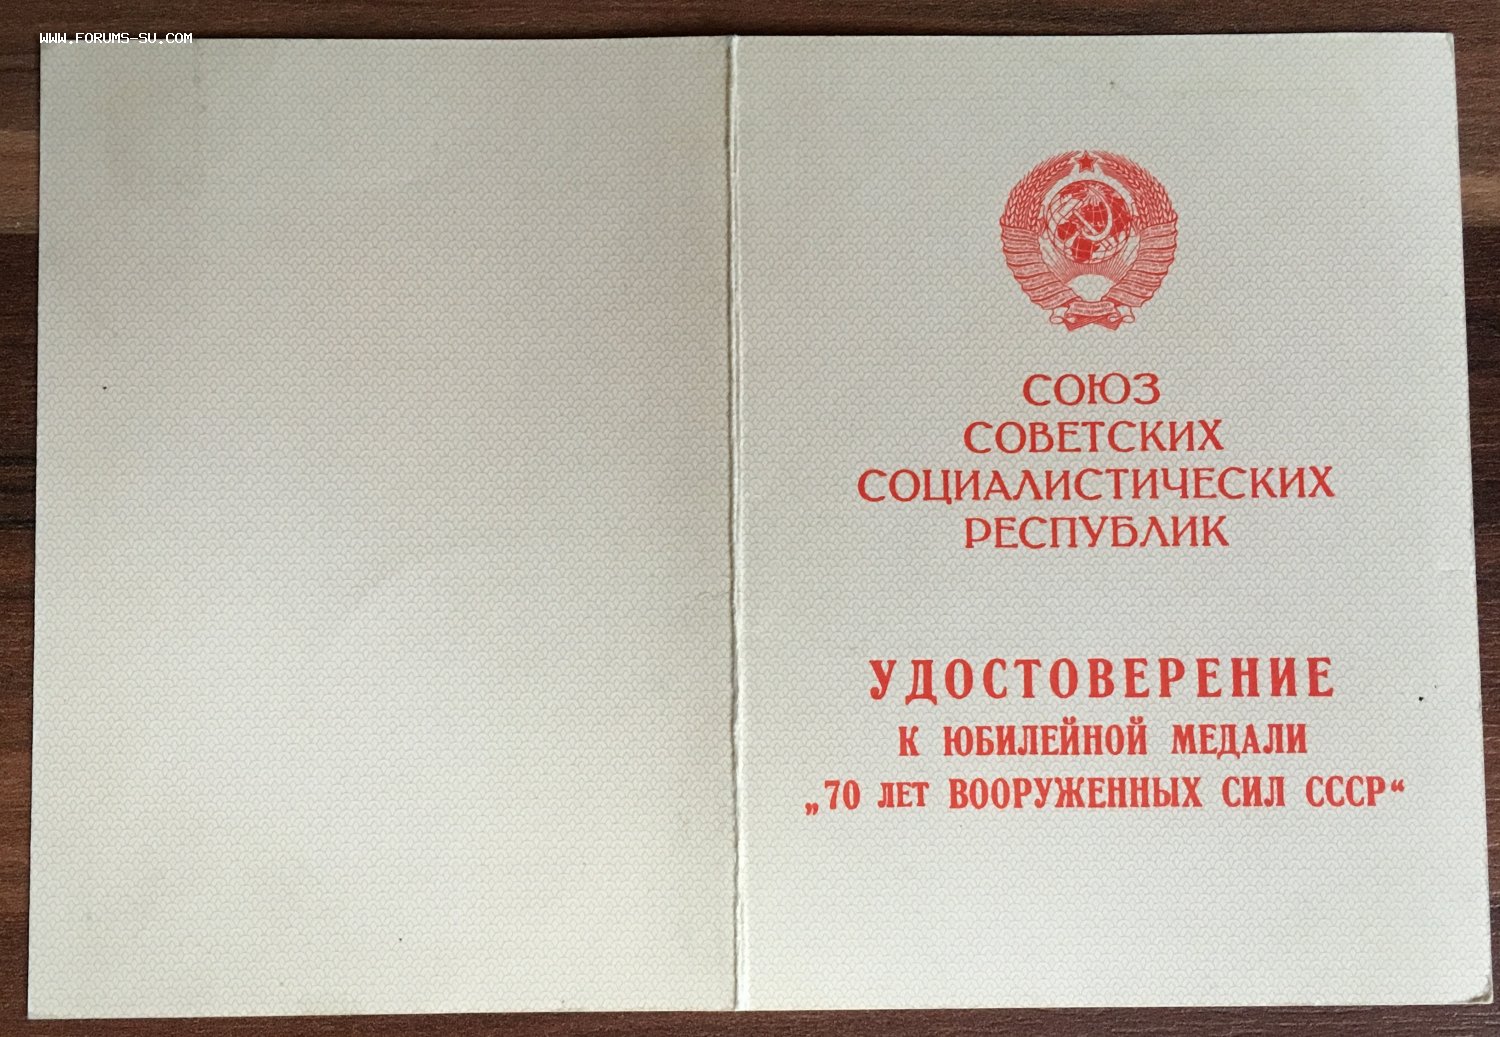 WWW.FORUMS-SU.COM
СОЮЗ
СОВЕТСКИХ
СОЦИАЛИСТИЧЕСКИХ
РЕСПУБЛИК
УДОСТОВЕРЕНИЕ
К ЮБИЛЕЙНОЙ МЕДАЛИ
„70 ЛЕТ ВООРУЖЕННЫХ СИЛ СССР“